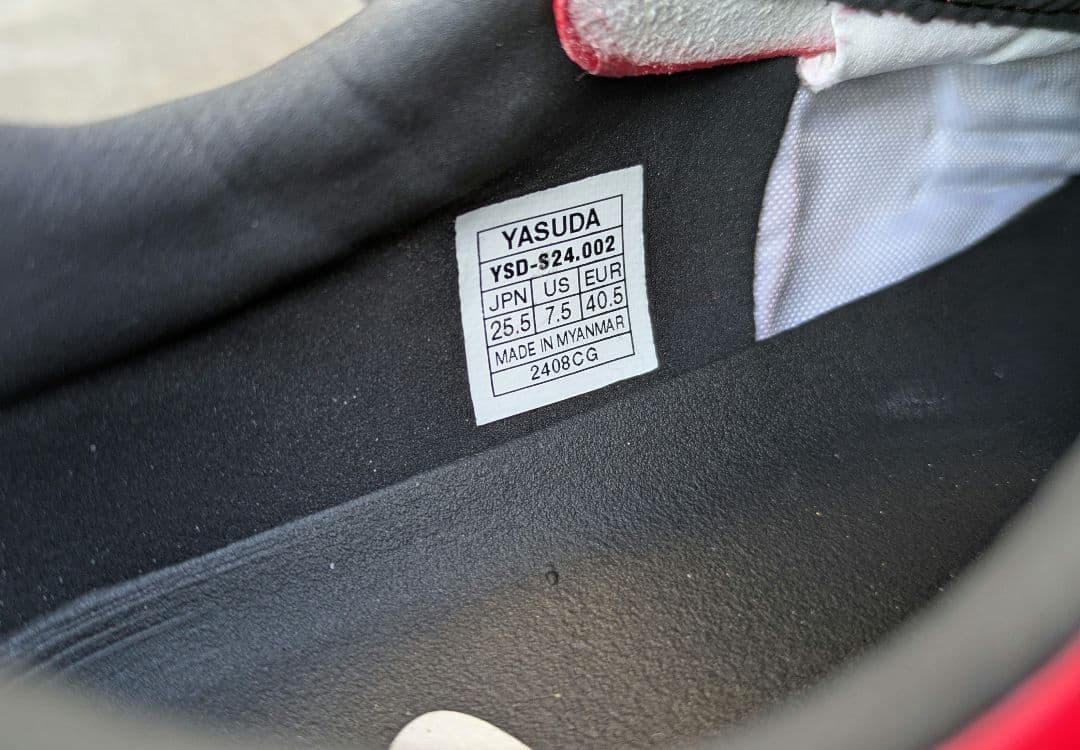 YASUDA
YSD-S24.002
JPN US EUR
25.5 7.5 40.5
MADE IN MYANMAR
2408CG